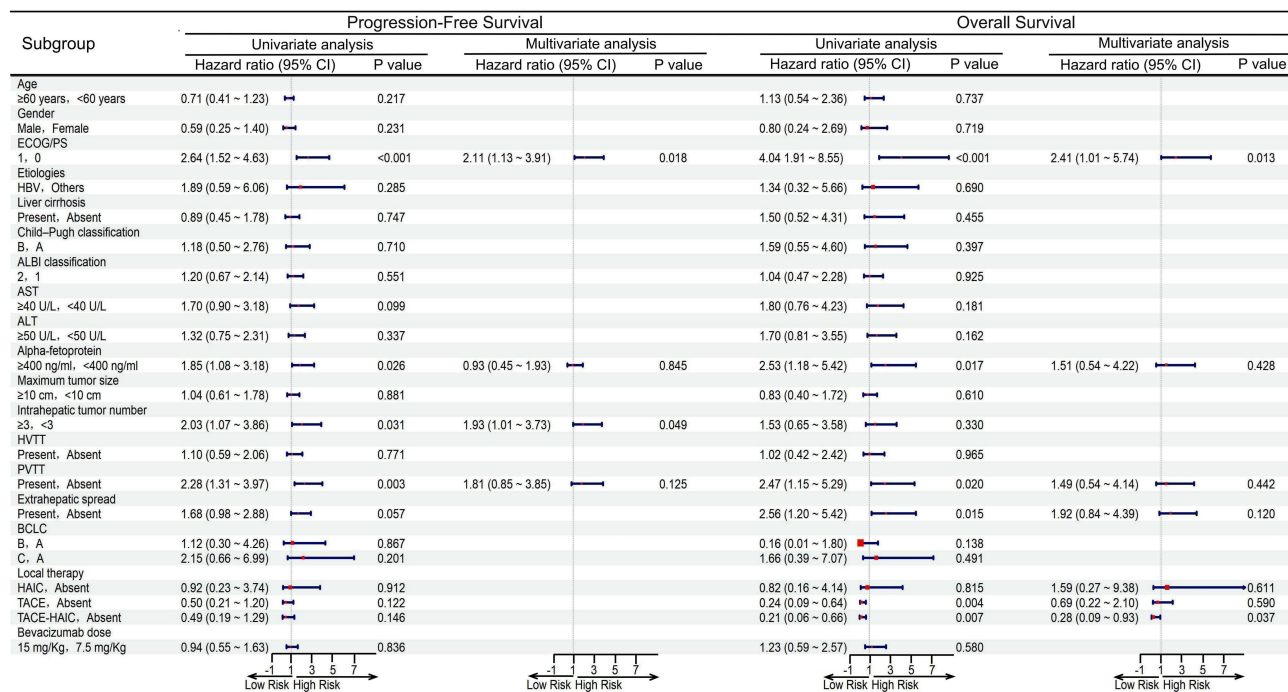 Progression-Free Survival Overall Survival
Subgroup Univariate analysis Multivariate analysis Univariate analysis Multivariate analysis
Hazard ratio (95% CI) P value Hazard ratio (95% CI) P value Hazard ratio (95% CI) P value Hazard ratio (95% CI) P value
Age
≥60 years, <60 years 0.71 (0.41 ~ 1.23) 0.217 1.13 (0.54 ~ 2.36) 0.737
Gender
Male, Female 0.59 (0.25 ~ 1.40) 0.231 0.80 (0.24 ~ 2.69) 0.719
ECOG/PS
1, 0 2.64 (1.52 ~ 4.63) <0.001 2.11 (1.13 ~ 3.91) 0.018 4.04 1.91 ~ 8.55) <0.001 2.41 (1.01 ~ 5.74) 0.013
Etiologies
HBV, Others 1.89 (0.59 ~ 6.06) 0.285 1.34 (0.32 ~ 5.66) 0.690
Liver cirrhosis
Present, Absent 0.89 (0.45 ~ 1.78) 0.747 1.50 (0.52 ~ 4.31) 0.455
Child–Pugh classification
B, A 1.18 (0.50 ~ 2.76) 0.710 1.59 (0.55 ~ 4.60) 0.397
ALBI classification
2, 1 1.20 (0.67 ~ 2.14) 0.551 1.04 (0.47 ~ 2.28) 0.925
AST
≥40 U/L, <40 U/L 1.70 (0.90 ~ 3.18) 0.099 1.80 (0.76 ~ 4.23) 0.181
ALT
≥50 U/L, <50 U/L 1.32 (0.75 ~ 2.31) 0.337 1.70 (0.81 ~ 3.55) 0.162
Alpha-fetoprotein
≥400 ng/ml, <400 ng/ml 1.85 (1.08 ~ 3.18) 0.026 0.93 (0.45 ~ 1.93) 0.845 2.53 (1.18 ~ 5.42) 0.017 1.51 (0.54 ~ 4.22) 0.428
Maximum tumor size
≥10 cm, <10 cm 1.04 (0.61 ~ 1.78) 0.881 0.83 (0.40 ~ 1.72) 0.610
Intrahepatic tumor number
≥3, <3 2.03 (1.07 ~ 3.86) 0.031 1.93 (1.01 ~ 3.73) 0.049 1.53 (0.65 ~ 3.58) 0.330
HVTT
Present, Absent 1.10 (0.59 ~ 2.06) 0.771 1.02 (0.42 ~ 2.42) 0.965
PVTT
Present, Absent 2.28 (1.31 ~ 3.97) 0.003 1.81 (0.85 ~ 3.85) 0.125 2.47 (1.15 ~ 5.29) 0.020 1.49 (0.54 ~ 4.14) 0.442
Extrahepatic spread
Present, Absent 1.68 (0.98 ~ 2.88) 0.057 2.56 (1.20 ~ 5.42) 0.015 1.92 (0.84 ~ 4.39) 0.120
BCLC
B, A 1.12 (0.30 ~ 4.26) 0.867 0.16 (0.01 ~ 1.80) 0.138
C, A 2.15 (0.66 ~ 6.99) 0.201 1.66 (0.39 ~ 7.07) 0.491
Local therapy
HAIC, Absent 0.92 (0.23 ~ 3.74) 0.912 0.82 (0.16 ~ 4.14) 0.815 1.59 (0.27 ~ 9.38) 0.611
TACE, Absent 0.50 (0.21 ~ 1.20) 0.122 0.24 (0.09 ~ 0.64) 0.004 0.69 (0.22 ~ 2.10) 0.590
TACE-HAIC, Absent 0.49 (0.19 ~ 1.29) 0.146 0.21 (0.06 ~ 0.66) 0.007 0.28 (0.09 ~ 0.93) 0.037
Bevacizumab dose
15 mg/Kg, 7.5 mg/Kg 0.94 (0.55 ~ 1.63) 0.836 1.23 (0.59 ~ 2.57) 0.580
-1 1 3 5 7 -1 1 3 5 7 -1 1 3 5 7 -1 1 3 5 7
Low Risk High Risk Low Risk High Risk Low Risk High Risk Low Risk High Risk